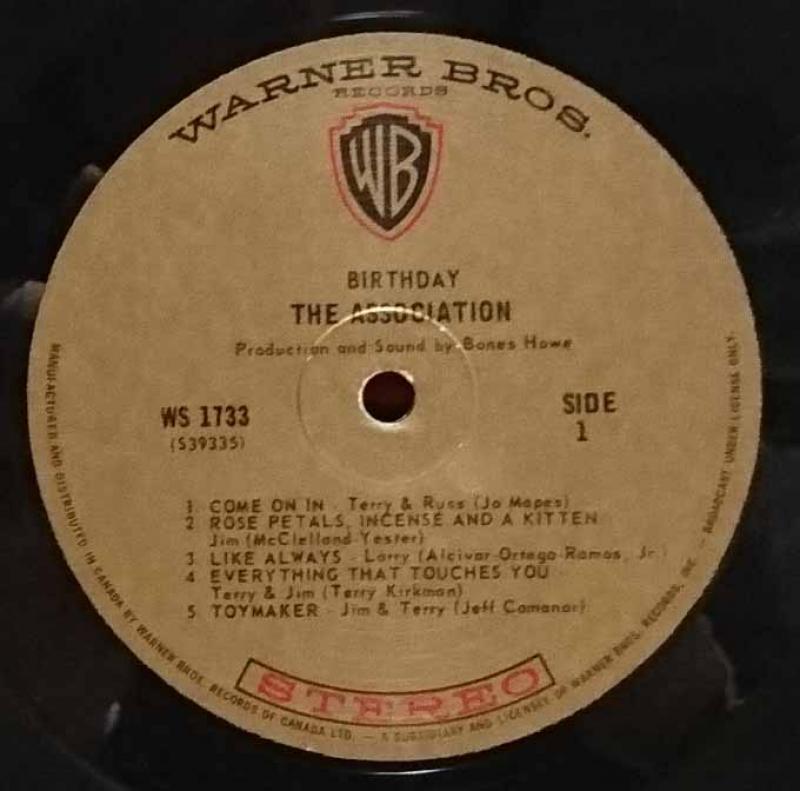 WARNER BROS.
RECORDS
WB
BIRTHDAY
THE ASSOCIATION
Production and Sound by Bones Howe
WS 1733
(S39335)
SIDE
1
1 COME ON IN - Terry & Russ (Jo Mapes)
2 ROSE PETALS, INCENSE AND A KITTEN
Jim (McClelland-Yester)
3 LIKE ALWAYS - Larry (Alcivar-Ortega-Ramos, Jr.)
4 EVERYTHING THAT TOUCHES YOU -
Terry & Jim (Terry Kirkman)
5 TOYMAKER - Jim & Terry (Jeff Comanor)
STEREO
MANUFACTURED AND DISTRIBUTED IN CANADA BY WARNER BROS. RECORDS OF CANADA LTD. — A SUBSIDIARY AND LICENSEE OF WARNER BROS. RECORDS, INC. — BROADCAST UNDER LICENSE ONLY.